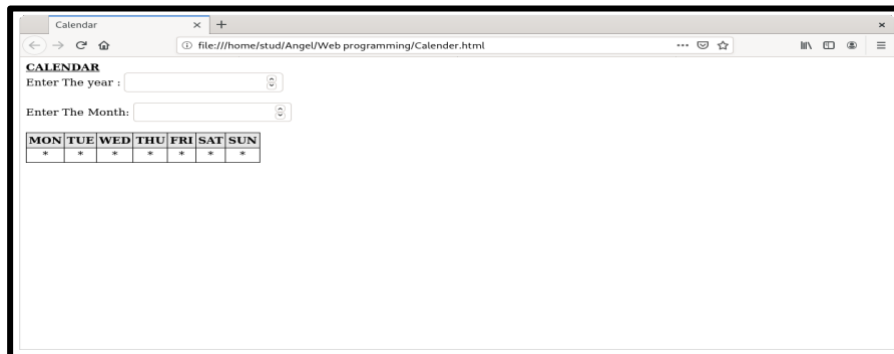 Calendar
file:///home/stud/Angel/Web programming/Calender.html
CALENDAR
Enter The year :
Enter The Month:
MON TUE WED THU FRI SAT SUN
* * * * * * *